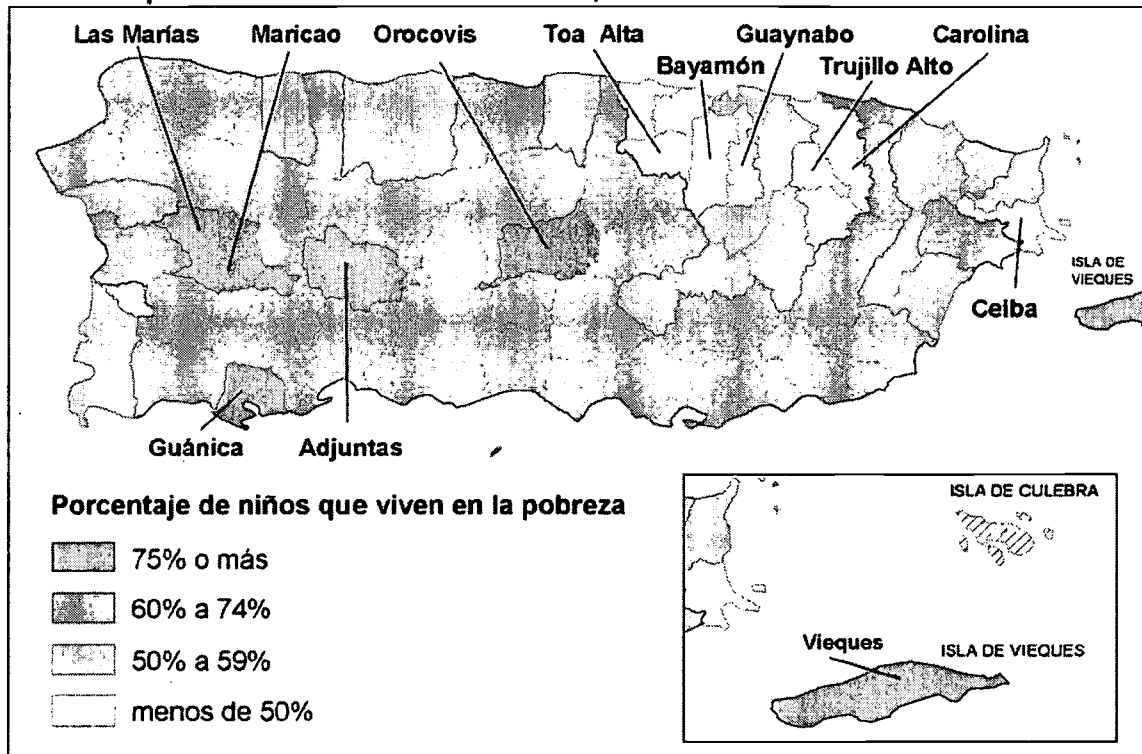 Las Marías Maricao Orocovis Toa Alta Guaynabo Carolina
Bayamón Trujillo Alto
ISLA DE
VIEQUES
Ceiba
Guánica Adjuntas
Porcentaje de niños que viven en la pobreza
75% o más
60% a 74%
50% a 59%
menos de 50%
ISLA DE CULEBRA
Vieques
ISLA DE VIEQUES